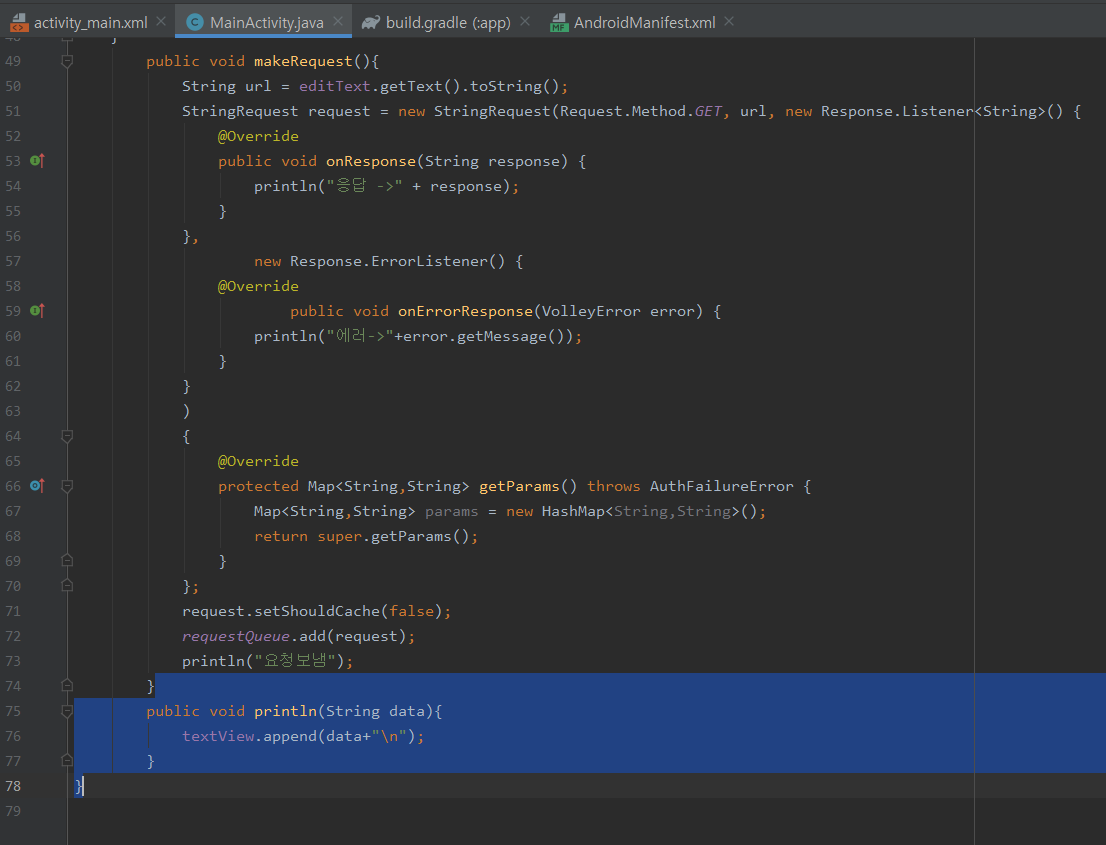 activity_main.xml MainActivity.java build.gradle (:app) AndroidManifest.xml
48 }
49 public void makeRequest(){
50 String url = editText.getText().toString();
51 StringRequest request = new StringRequest(Request.Method.GET, url, new Response.Listener<String>() {
52 @Override
53 public void onResponse(String response) {
54 println("응답 ->" + response);
55 }
56 },
57 new Response.ErrorListener() {
58 @Override
59 public void onErrorResponse(VolleyError error) {
60 println("에러->"+error.getMessage());
61 }
62 }
63 )
64 {
65 @Override
66 protected Map<String,String> getParams() throws AuthFailureError {
67 Map<String,String> params = new HashMap<String,String>();
68 return super.getParams();
69 }
70 };
71 request.setShouldCache(false);
72 requestQueue.add(request);
73 println("요청보냄");
74 }
75 public void println(String data){
76 textView.append(data+"\n");
77 }
78 }
79